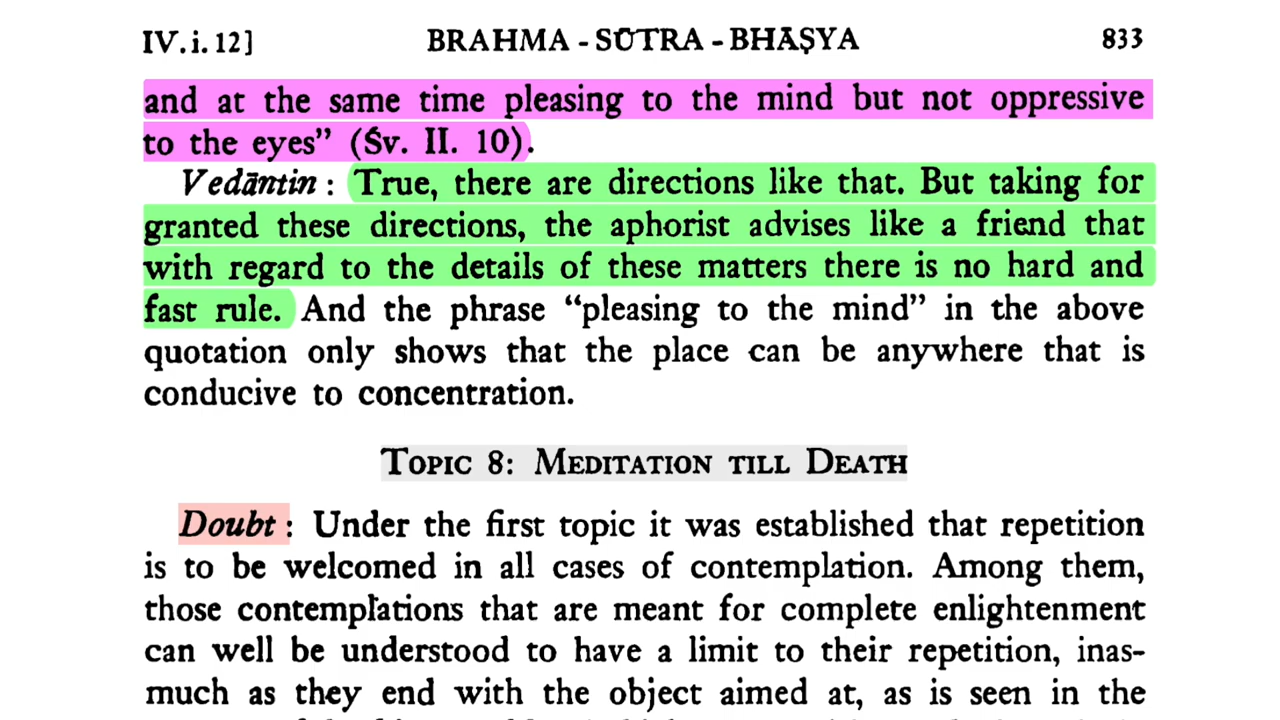 IV. i. 12] BRAHMA - SŪTRA - BHĀṢYA 833
and at the same time pleasing to the mind but not oppressive
to the eyes” (Śv. II. 10).
Vedāntin : True, there are directions like that. But taking for
granted these directions, the aphorist advises like a friend that
with regard to the details of these matters there is no hard and
fast rule. And the phrase “pleasing to the mind” in the above
quotation only shows that the place can be anywhere that is
conducive to concentration.
Topic 8: Meditation till Death
Doubt : Under the first topic it was established that repetition
is to be welcomed in all cases of contemplation. Among them,
those contemplations that are meant for complete enlightenment
can well be understood to have a limit to their repetition, inas-
much as they end with the object aimed at, as is seen in the